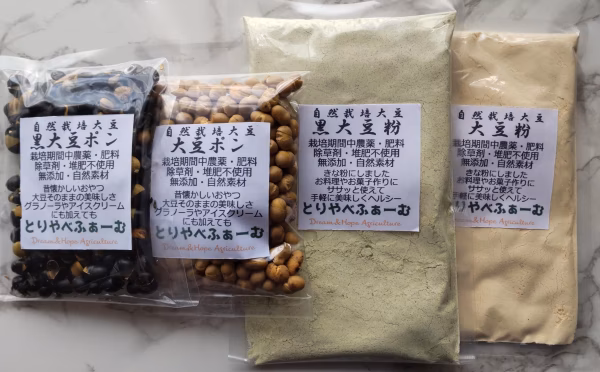 自然栽培大豆
黒大豆ポン
栽培期間中農薬・肥料
除草剤・堆肥不使用
無添加・自然素材
昔懐かしいおやつ
大豆そのままの美味しさ
グラノーラやアイスクリーム
にも加えても
とりやべふぁーむ
Dream&Hope Agriculture
自然栽培大豆
大豆ポン
栽培期間中農薬・肥料
除草剤・堆肥不使用
無添加・自然素材
昔懐かしいおやつ
大豆そのままの美味しさ
グラノーラやアイスクリーム
にも加えても
とりやべふぁーむ
Dream&Hope Agriculture
自然栽培大豆
黒大豆粉
栽培期間中農薬・肥料
除草剤・堆肥不使用
無添加・自然素材
きな粉にしました
お料理やお菓子作りに
ササッと使えて
手軽に美味しくヘルシー
とりやべふぁーむ
Dream&Hope Agriculture
自然栽培大豆
大豆粉
栽培期間中農薬・肥料
除草剤・堆肥不使用
無添加・自然素材
きな粉にしました
お料理やお菓子作りに
ササッと使えて
手軽に美味しくヘルシー
とりやべふぁーむ
Dream&Hope Agriculture